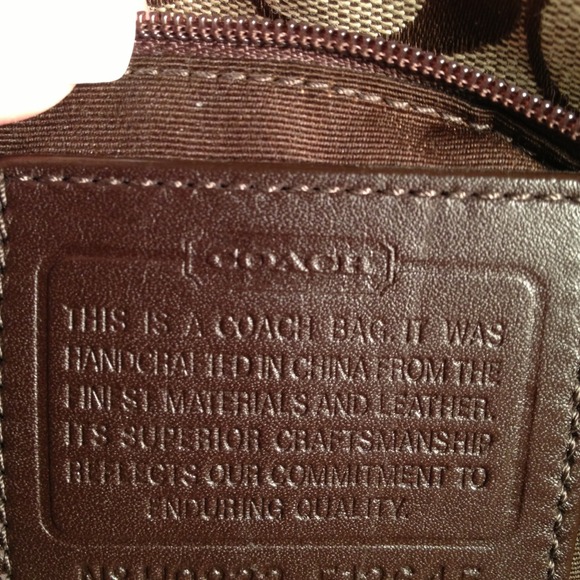 COACH
THIS IS A COACH BAG. IT WAS
HANDCRAFTED IN CHINA FROM THE
FINEST MATERIALS AND LEATHER.
ITS SUPERIOR CRAFTSMANSHIP
REFLECTS OUR COMMITMENT TO
ENDURING QUALITY.